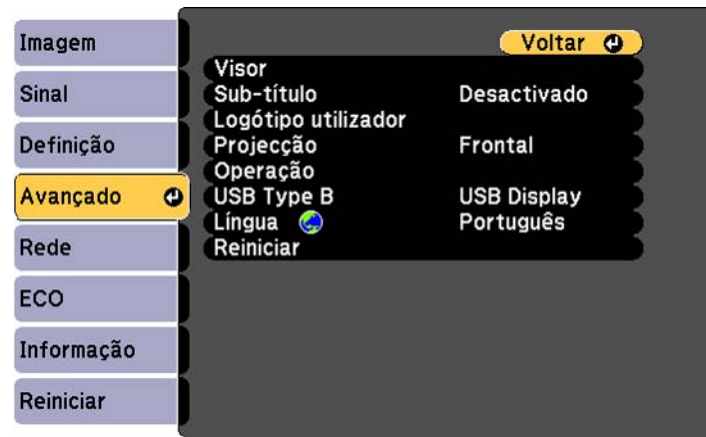 Imagem
Sinal
Definição
Avançado
Rede
ECO
Informação
Reiniciar
Voltar
Visor
Sub-título Desactivado
Logótipo utilizador
Projecção Frontal
Operação
USB Type B USB Display
Língua Português
Reiniciar